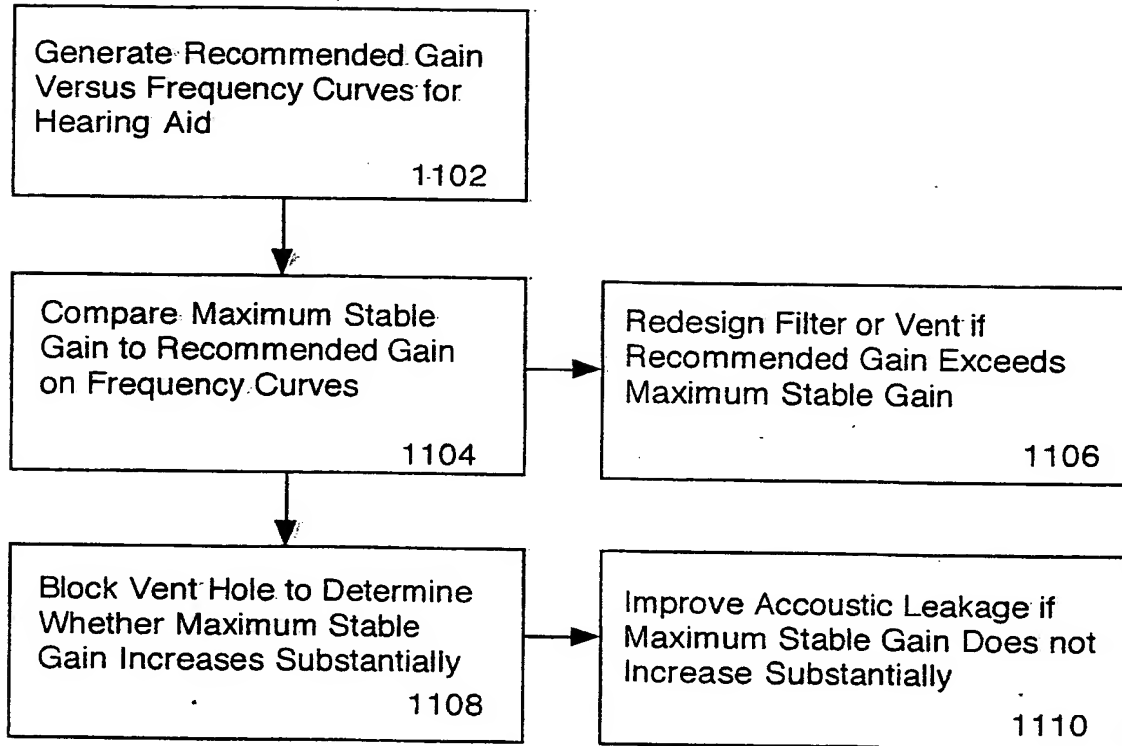 Generate Recommended Gain
Versus Frequency Curves for
Hearing Aid
1102
Compare Maximum Stable
Gain to Recommended Gain
on Frequency Curves
1104
Redesign Filter or Vent if
Recommended Gain Exceeds
Maximum Stable Gain
1106
Block Vent Hole to Determine
Whether Maximum Stable
Gain Increases Substantially
1108
Improve Accoustic Leakage if
Maximum Stable Gain Does not
Increase Substantially
1110